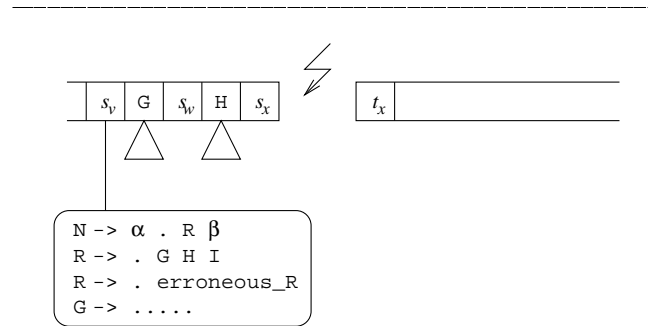 s_v G s_w H s_x t_x
N -> α . R β
R -> . G H I
R -> . erroneous_R
G -> .....